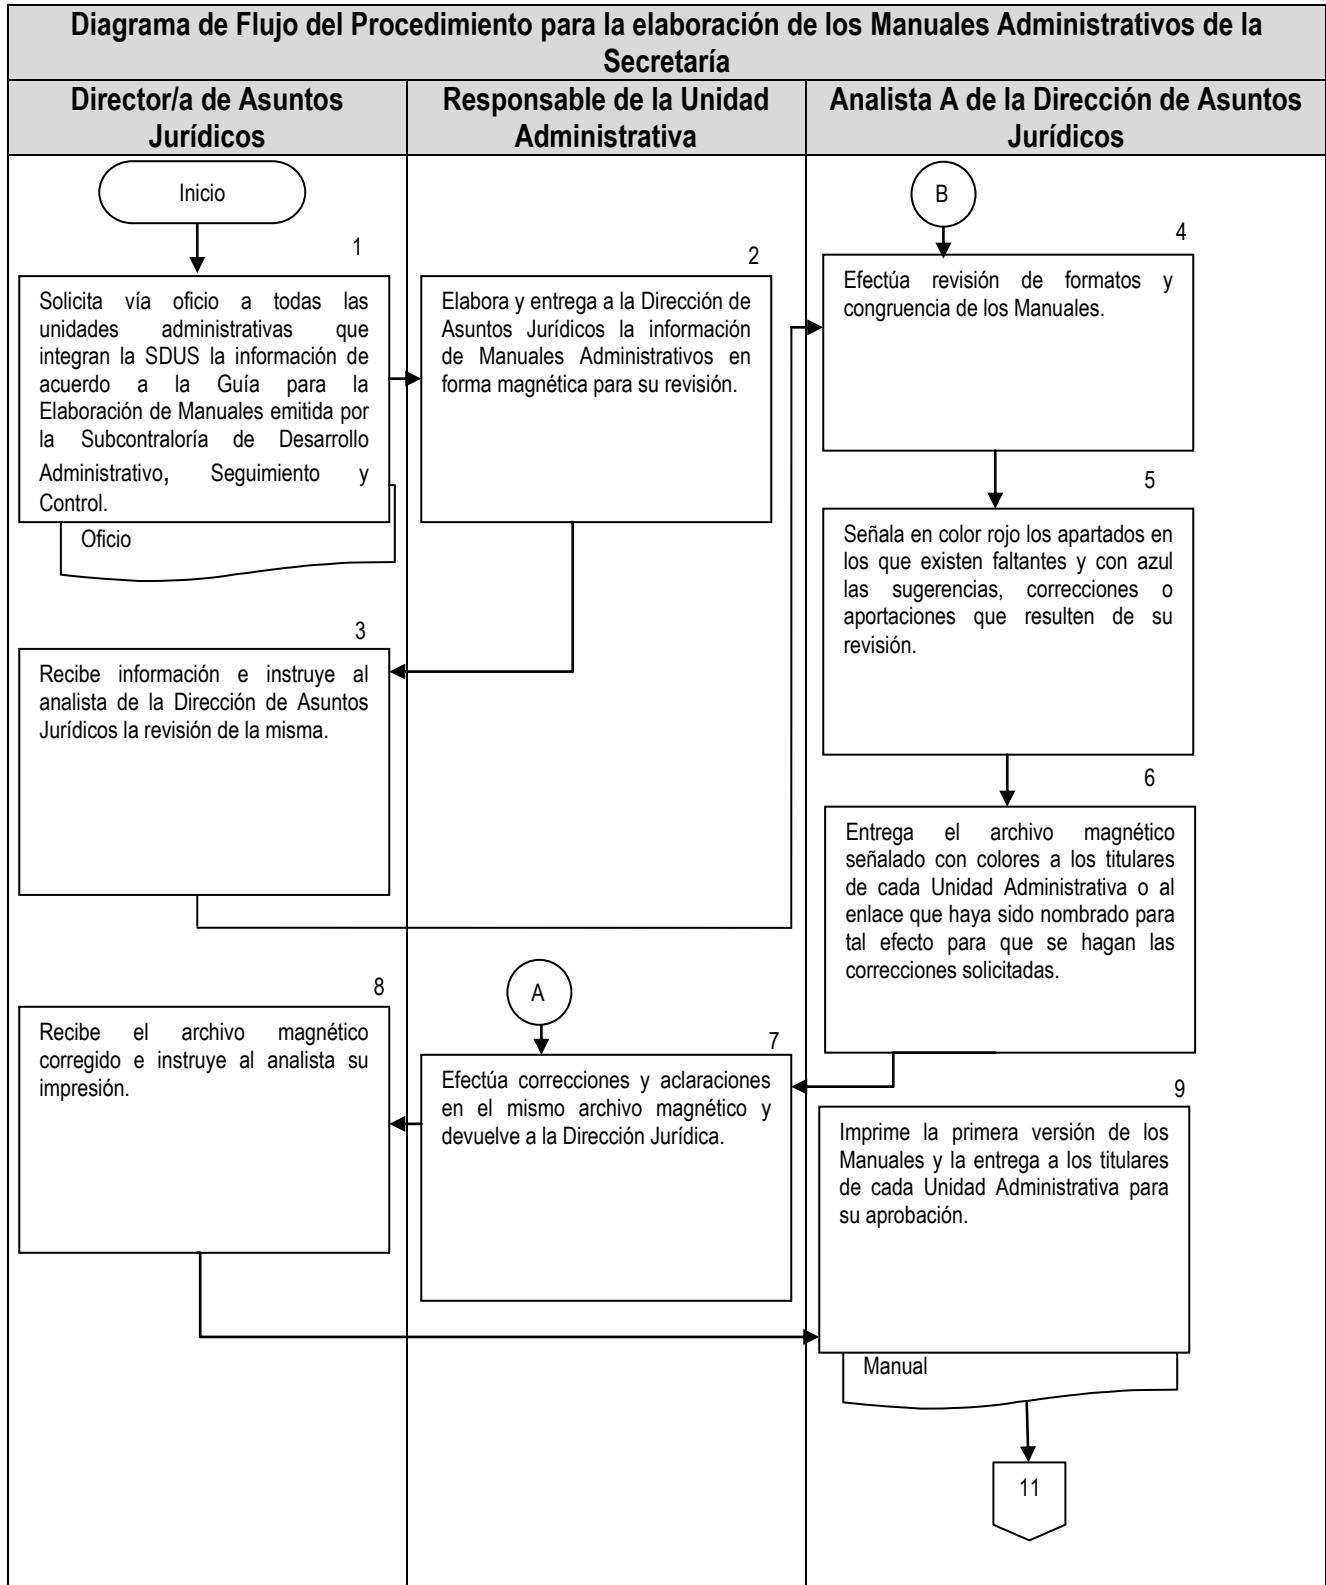 Diagrama de Flujo del Procedimiento para la elaboración de los Manuales Administrativos de la
Secretaría
Director/a de Asuntos
Jurídicos
Responsable de la Unidad
Administrativa
Analista A de la Dirección de Asuntos
Jurídicos
Inicio
1
Solicita vía oficio a todas las
unidades administrativas que
integran la SDUS la información de
acuerdo a la Guía para la
Elaboración de Manuales emitida por
la Subcontraloría de Desarrollo
Administrativo, Seguimiento y
Control.
Oficio
2
Elabora y entrega a la Dirección de
Asuntos Jurídicos la información
de Manuales Administrativos en
forma magnética para su revisión.
3
Recibe información e instruye al
analista de la Dirección de Asuntos
Jurídicos la revisión de la misma.
B
4
Efectúa revisión de formatos y
congruencia de los Manuales.
5
Señala en color rojo los apartados en
los que existen faltantes y con azul
las sugerencias, correcciones o
aportaciones que resulten de su
revisión.
6
Entrega el archivo magnético
señalado con colores a los titulares
de cada Unidad Administrativa o al
enlace que haya sido nombrado para
tal efecto para que se hagan las
correcciones solicitadas.
A
7
Efectúa correcciones y aclaraciones
en el mismo archivo magnético y
devuelve a la Dirección Jurídica.
8
Recibe el archivo magnético
corregido e instruye al analista su
impresión.
9
Imprime la primera versión de los
Manuales y la entrega a los titulares
de cada Unidad Administrativa para
su aprobación.
Manual
11